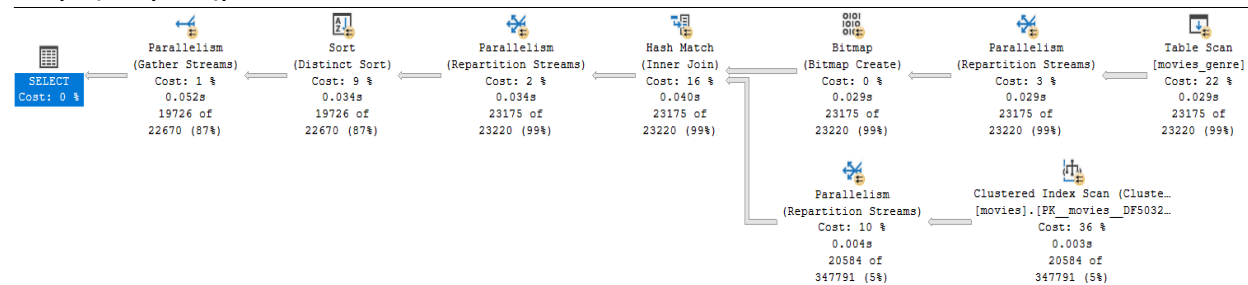 Parallelism
(Gather Streams)
Cost: 1 %
0.052s
19726 of
22670 (87%)
Sort
(Distinct Sort)
Cost: 9 %
0.034s
19726 of
22670 (87%)
Parallelism
(Repartition Streams)
Cost: 2 %
0.034s
23175 of
23220 (99%)
Hash Match
(Inner Join)
Cost: 16 %
0.040s
23175 of
23220 (99%)
Bitmap
(Bitmap Create)
Cost: 0 %
0.029s
23175 of
23220 (99%)
Parallelism
(Repartition Streams)
Cost: 3 %
0.029s
23175 of
23220 (99%)
Table Scan
[movies_genre]
Cost: 22 %
0.029s
23175 of
23220 (99%)
SELECT
Cost: 0 %
Parallelism
(Repartition Streams)
Cost: 10 %
0.004s
20584 of
347791 (5%)
Clustered Index Scan (Cluste…
[movies].[PK__movies__DF5032…
Cost: 36 %
0.003s
20584 of
347791 (5%)